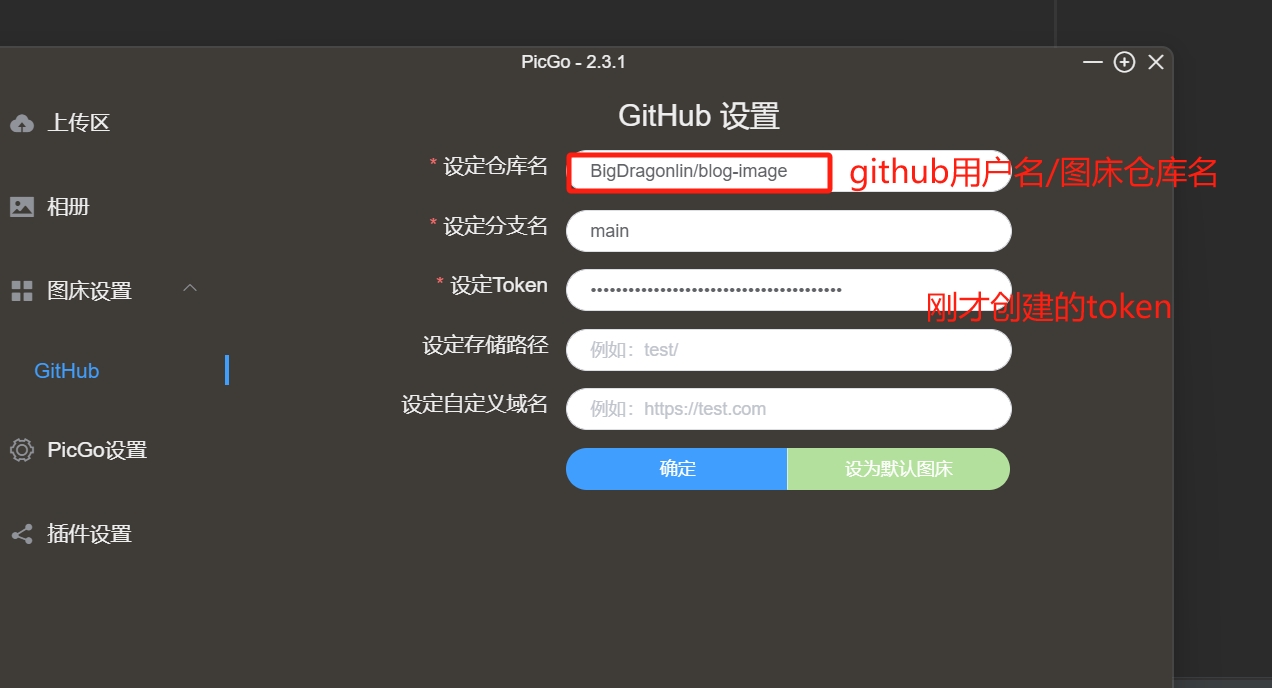 PicGo - 2.3.1
上传区
相册
图床设置
GitHub
PicGo设置
插件设置
GitHub 设置
* 设定仓库名 BigDragonlin/blog-image github用户名/图床仓库名
* 设定分支名 main
* 设定Token •••••••••••••••••••••••••••••••••••••••• 刚才创建的token
设定存储路径 例如：test/
设定自定义域名 例如：https://test.com
确定 设为默认图床